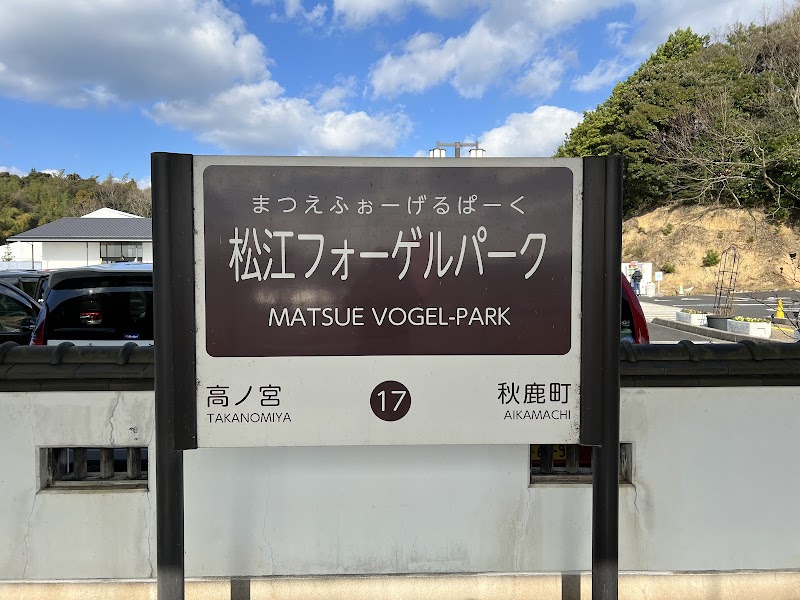 まつえふぉーげるぱーく
松江フォーゲルパーク
MATSUE VOGEL-PARK
高ノ宮
TAKANOMIYA
17
秋鹿町
AIKAMACHI